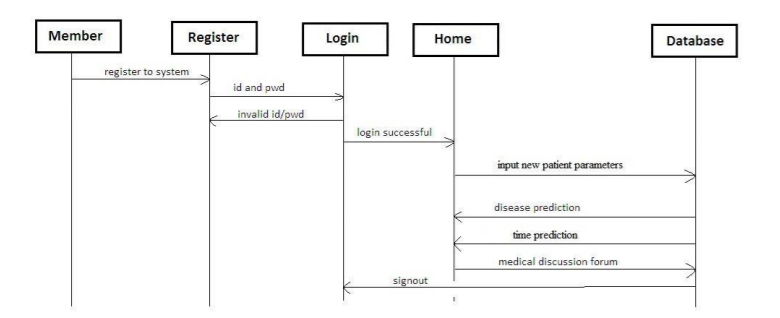 Member
Register
Login
Home
Database
register to system
id and pwd
invalid id/pwd
login successful
input new patient parameters
disease prediction
time prediction
medical discussion forum
signout